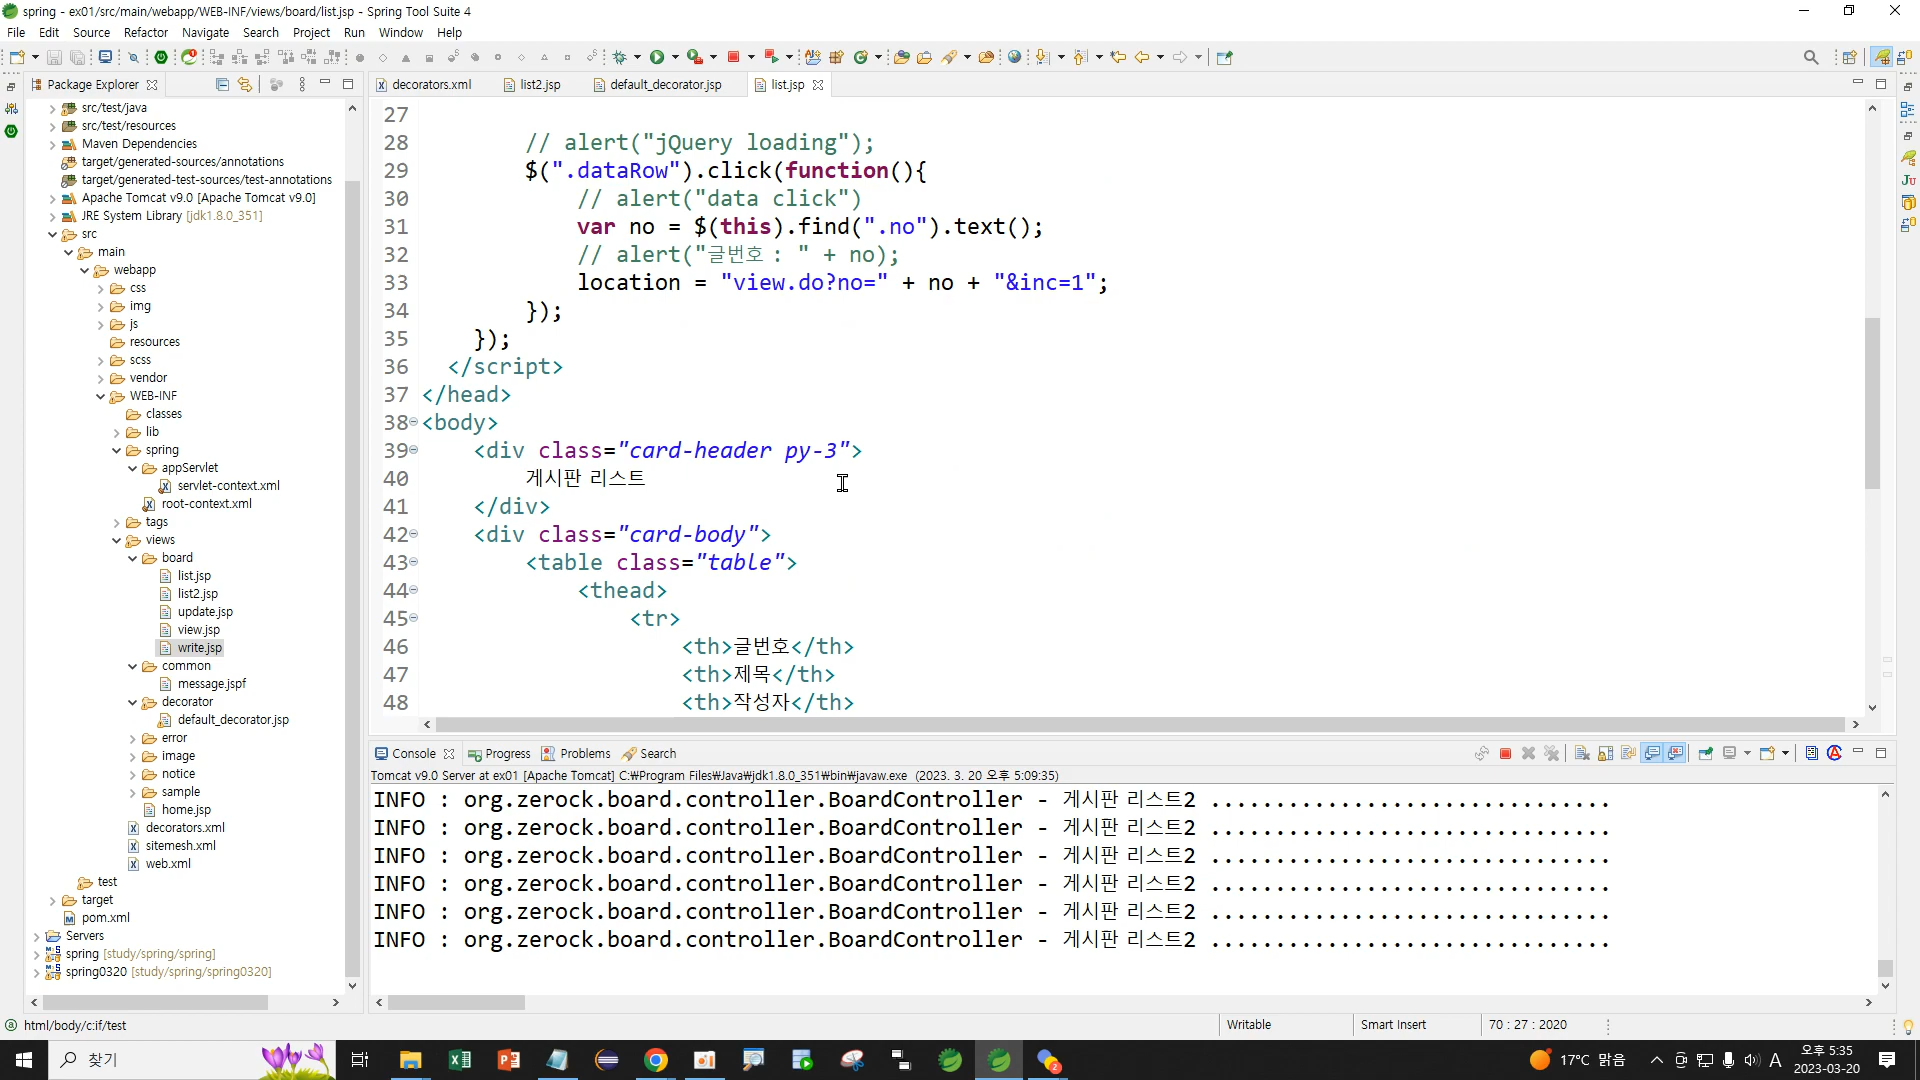 spring - ex01/src/main/webapp/WEB-INF/views/board/list.jsp - Spring Tool Suite 4
File Edit Source Refactor Navigate Search Project Run Window Help
Package Explorer
decorators.xml list2.jsp default_decorator.jsp list.jsp
src/test/java
src/test/resources
Maven Dependencies
target/generated-sources/annotations
target/generated-test-sources/test-annotations
Apache Tomcat v9.0 [Apache Tomcat v9.0]
JRE System Library [jdk1.8.0_351]
src
main
webapp
css
img
js
resources
scss
vendor
WEB-INF
classes
lib
spring
appServlet
servlet-context.xml
root-context.xml
tags
views
board
list.jsp
list2.jsp
update.jsp
view.jsp
write.jsp
common
message.jspf
decorator
default_decorator.jsp
error
image
notice
sample
home.jsp
decorators.xml
sitemesh.xml
web.xml
test
target
pom.xml
Servers
spring [study/spring/spring]
spring0320 [study/spring/spring0320]
27
28 // alert("jQuery loading");
29 $(".dataRow").click(function(){
30 // alert("data click")
31 var no = $(this).find(".no").text();
32 // alert("글번호 : " + no);
33 location = "view.do?no=" + no + "&inc=1";
34 });
35 });
36 </script>
37 </head>
38 <body>
39 <div class="card-header py-3">
40 게시판 리스트
41 </div>
42 <div class="card-body">
43 <table class="table">
44 <thead>
45 <tr>
46 <th>글번호</th>
47 <th>제목</th>
48 <th>작성자</th>
Console Progress Problems Search
Tomcat v9.0 Server at ex01 [Apache Tomcat] C:₩Program Files₩Java₩jdk1.8.0_351₩bin₩javaw.exe (2023. 3. 20 오후 5:09:35)
INFO : org.zerock.board.controller.BoardController - 게시판 리스트2 ...............................
INFO : org.zerock.board.controller.BoardController - 게시판 리스트2 ...............................
INFO : org.zerock.board.controller.BoardController - 게시판 리스트2 ...............................
INFO : org.zerock.board.controller.BoardController - 게시판 리스트2 ...............................
INFO : org.zerock.board.controller.BoardController - 게시판 리스트2 ...............................
INFO : org.zerock.board.controller.BoardController - 게시판 리스트2 ...............................
html/body/c:if/test Writable Smart Insert 70 : 27 : 2020
찾기 17°C 맑음 A 오후 5:35
2023-03-20